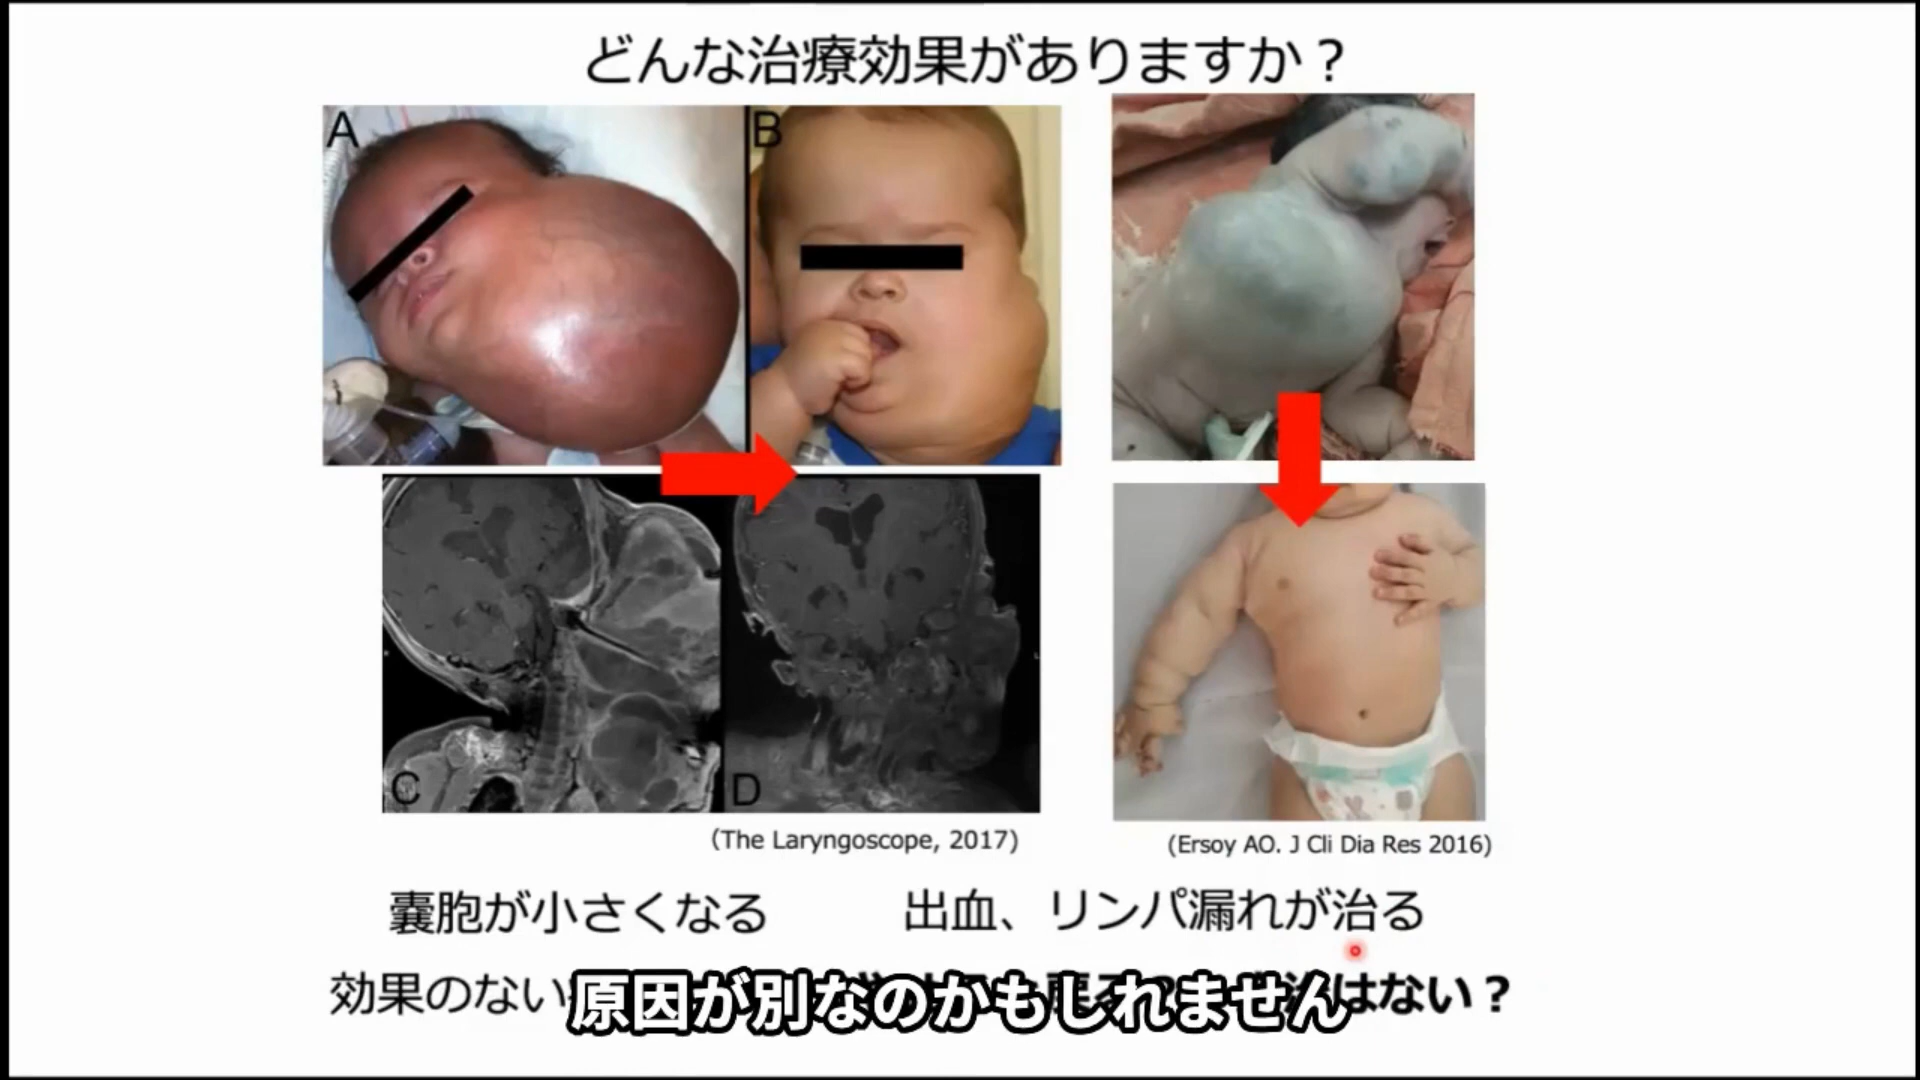 どんな治療効果がありますか？
A
B
C
D
(The Laryngoscope, 2017)
(Ersoy AO. J Cli Dia Res 2016)
嚢胞が小さくなる
出血、リンパ漏れが治る
効果のない
はない？
原因が別なのかもしれません